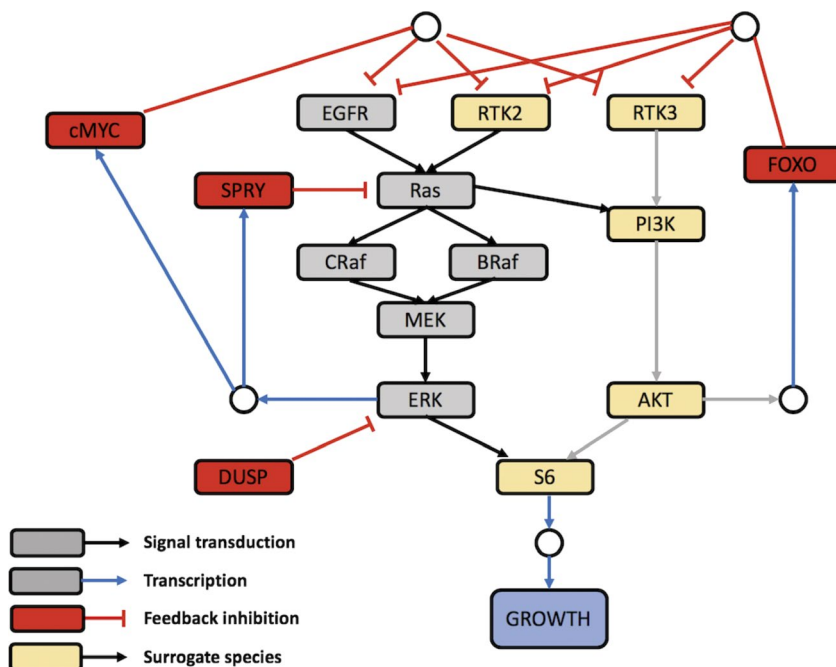 EGFR RTK2 RTK3
cMYC
FOXO
SPRY Ras
PI3K
CRaf BRaf
MEK
ERK AKT
DUSP S6
Signal transduction
Transcription
GROWTH
Feedback inhibition
Surrogate species